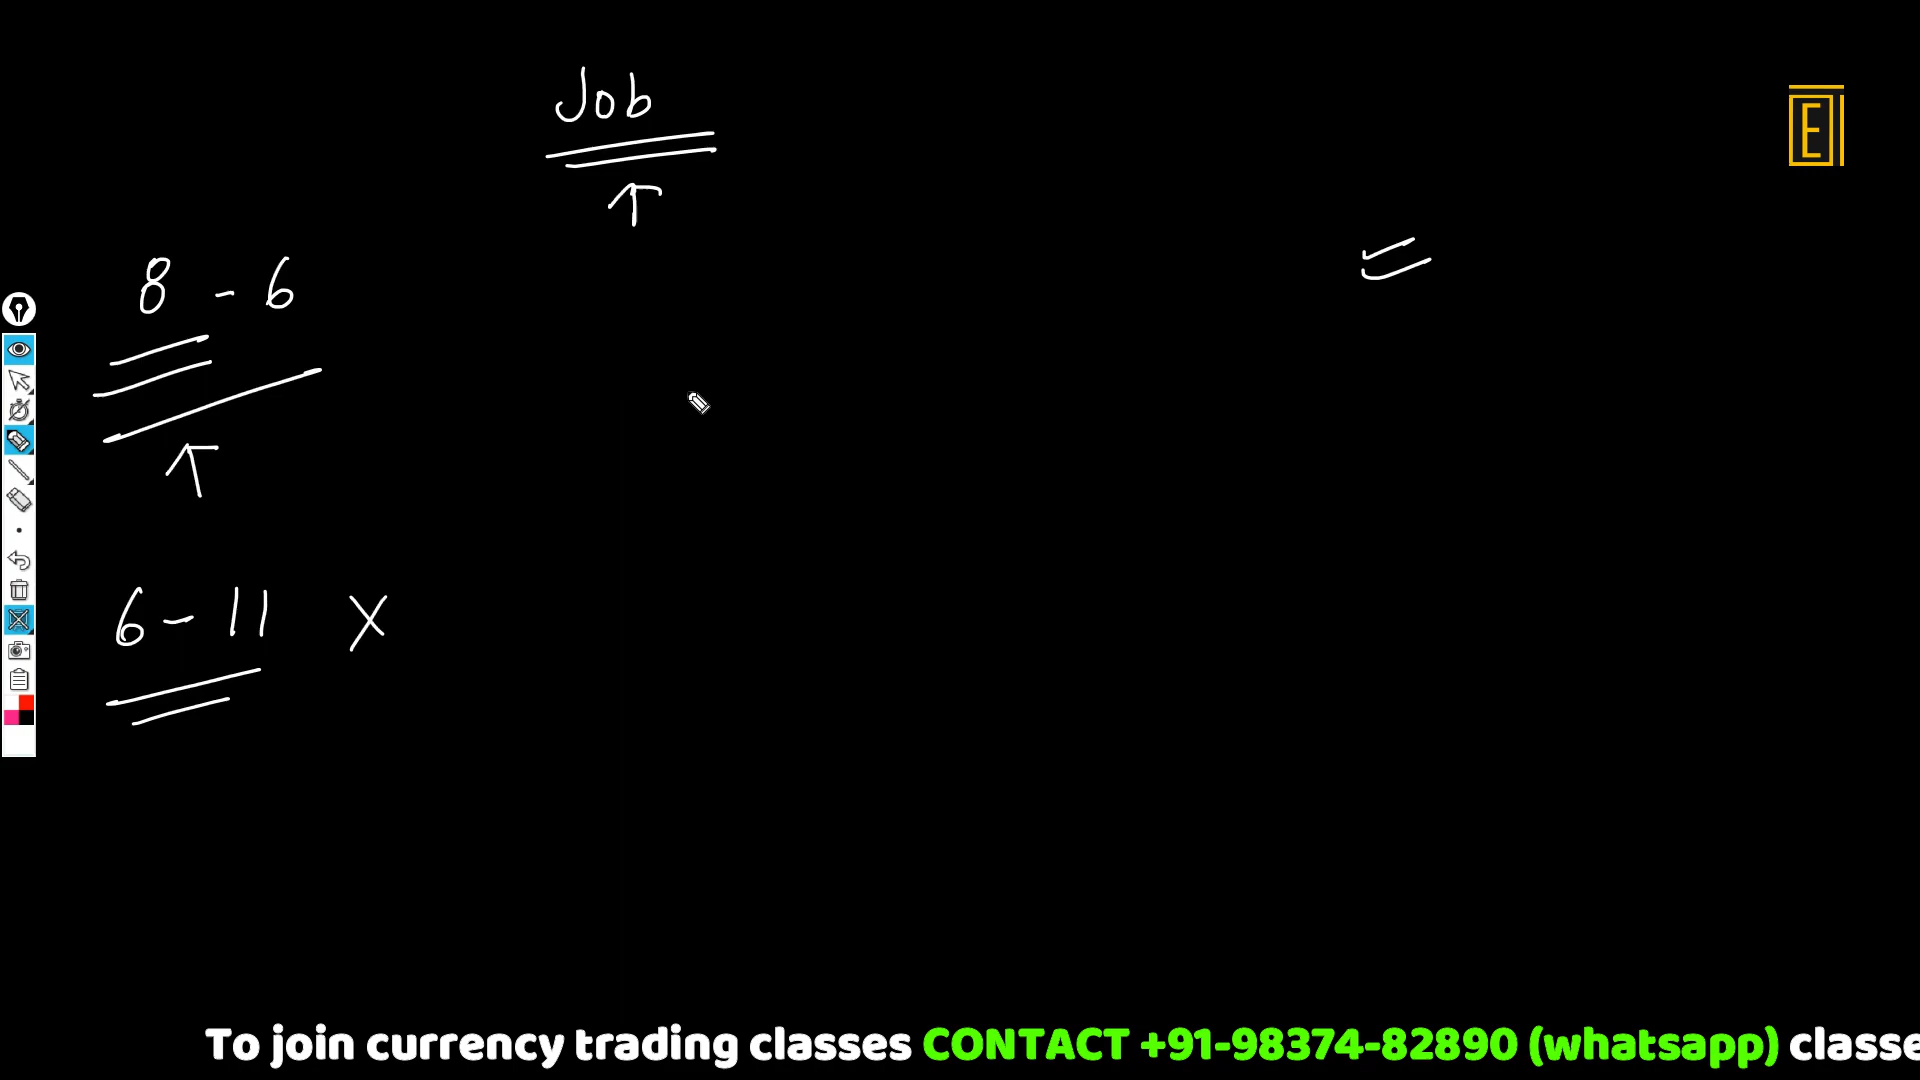 Job
E
8 - 6
6 - 11 X
To join currency trading classes CONTACT +91-98374-82890 (whatsapp) classe